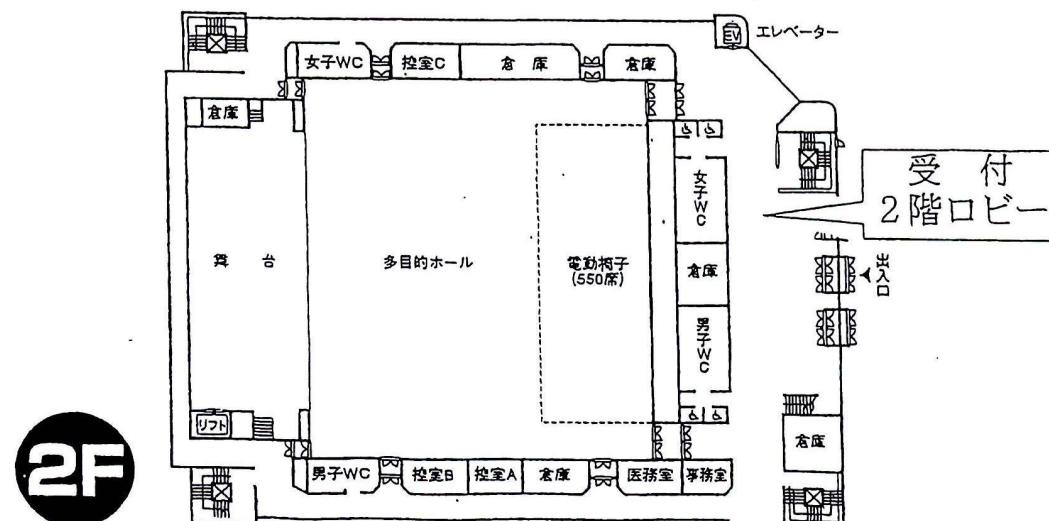 EV エレベーター
女子WC
控室C
倉庫
倉庫
倉庫
女子WC
受付
2階ロビー
舞台
多目的ホール
電動椅子
(550席)
倉庫
出入口
男子WC
リフト
倉庫
2F
男子WC
控室B
控室A
倉庫
医務室
事務室